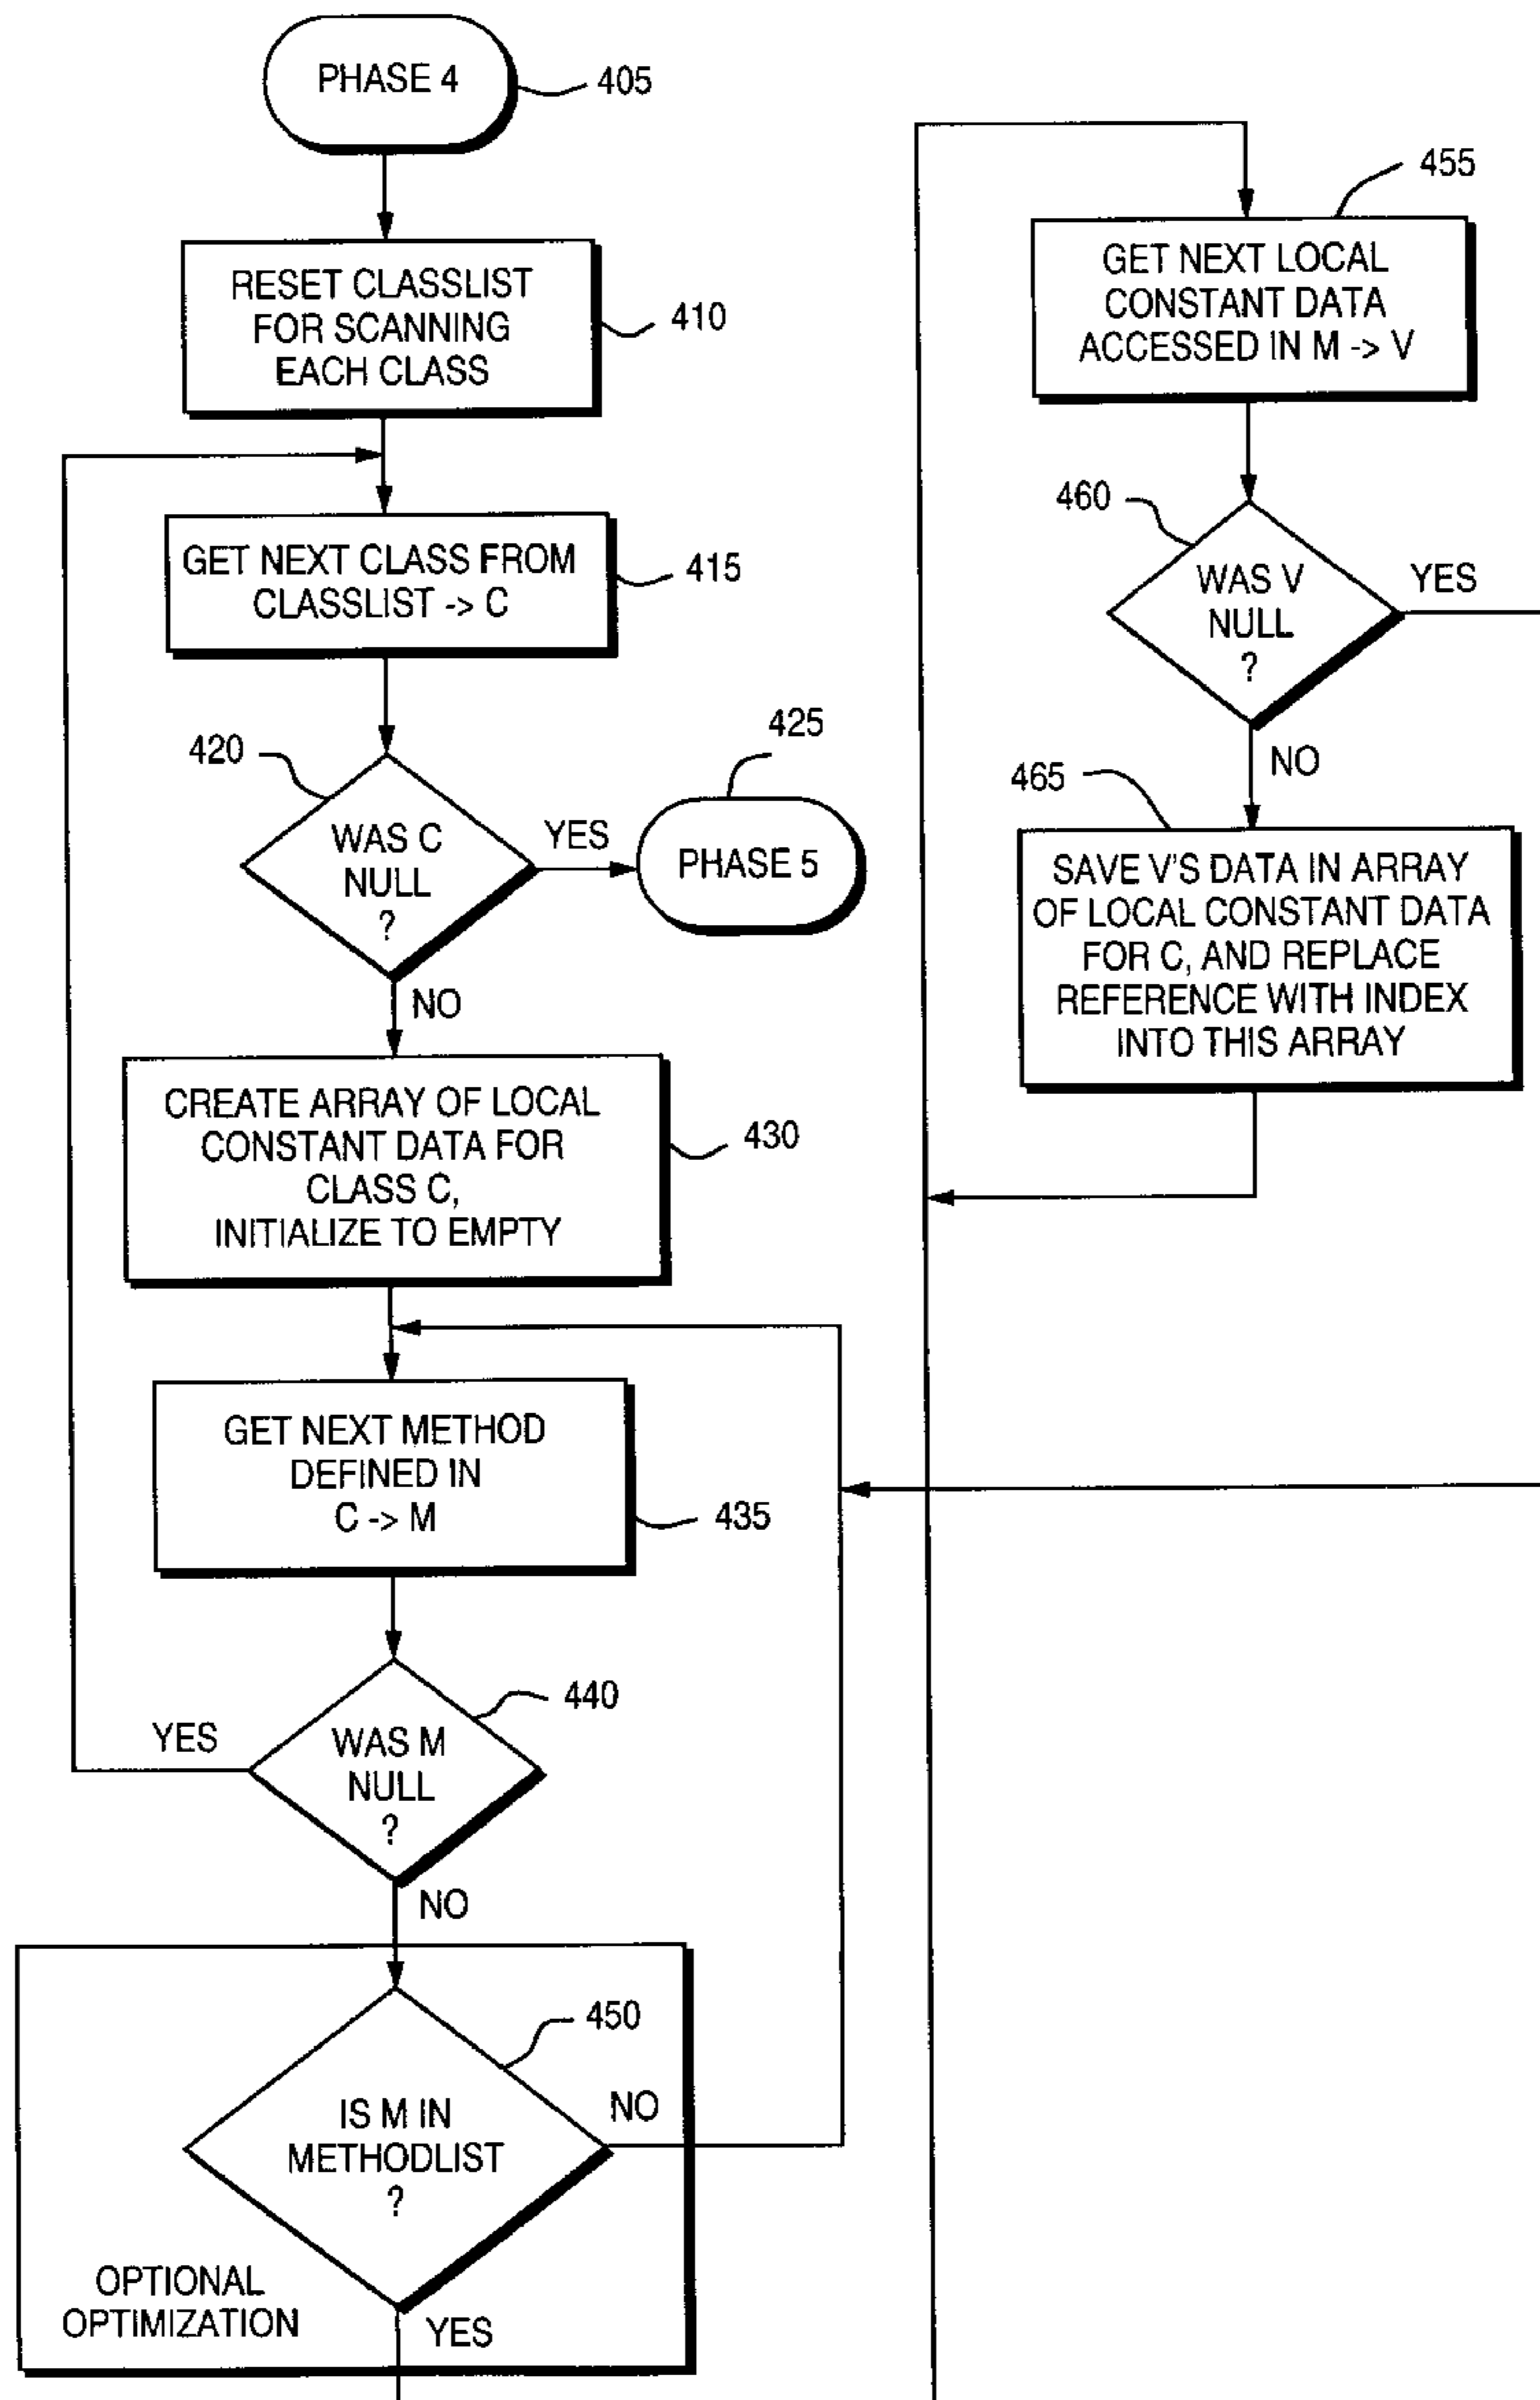 PHASE 4
405
RESET CLASSLIST
FOR SCANNING
EACH CLASS
410
GET NEXT CLASS FROM
CLASSLIST -> C
415
420
WAS C
NULL
?
YES
425
PHASE 5
NO
CREATE ARRAY OF LOCAL
CONSTANT DATA FOR
CLASS C,
INITIALIZE TO EMPTY
430
GET NEXT METHOD
DEFINED IN
C -> M
435
440
WAS M
NULL
?
YES
NO
450
IS M IN
METHODLIST
?
NO
OPTIONAL
OPTIMIZATION
YES
455
GET NEXT LOCAL
CONSTANT DATA
ACCESSED IN M -> V
460
WAS V
NULL
?
YES
NO
465
SAVE V'S DATA IN ARRAY
OF LOCAL CONSTANT DATA
FOR C, AND REPLACE
REFERENCE WITH INDEX
INTO THIS ARRAY